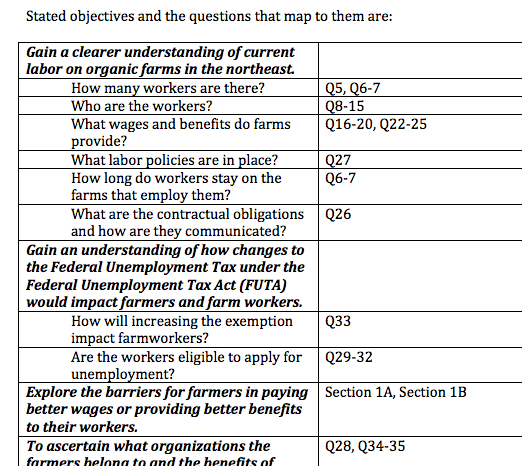 Stated objectives and the questions that map to them are:
Gain a clearer understanding of current
labor on organic farms in the northeast.
How many workers are there? Q5, Q6-7
Who are the workers? Q8-15
What wages and benefits do farms Q16-20, Q22-25
provide?
What labor policies are in place? Q27
How long do workers stay on the Q6-7
farms that employ them?
What are the contractual obligations Q26
and how are they communicated?
Gain an understanding of how changes to
the Federal Unemployment Tax under the
Federal Unemployment Tax Act (FUTA)
would impact farmers and farm workers.
How will increasing the exemption Q33
impact farmworkers?
Are the workers eligible to apply for Q29-32
unemployment?
Explore the barriers for farmers in paying Section 1A, Section 1B
better wages or providing better benefits
to their workers.
To ascertain what organizations the Q28, Q34-35
farmers belong to and the benefits of